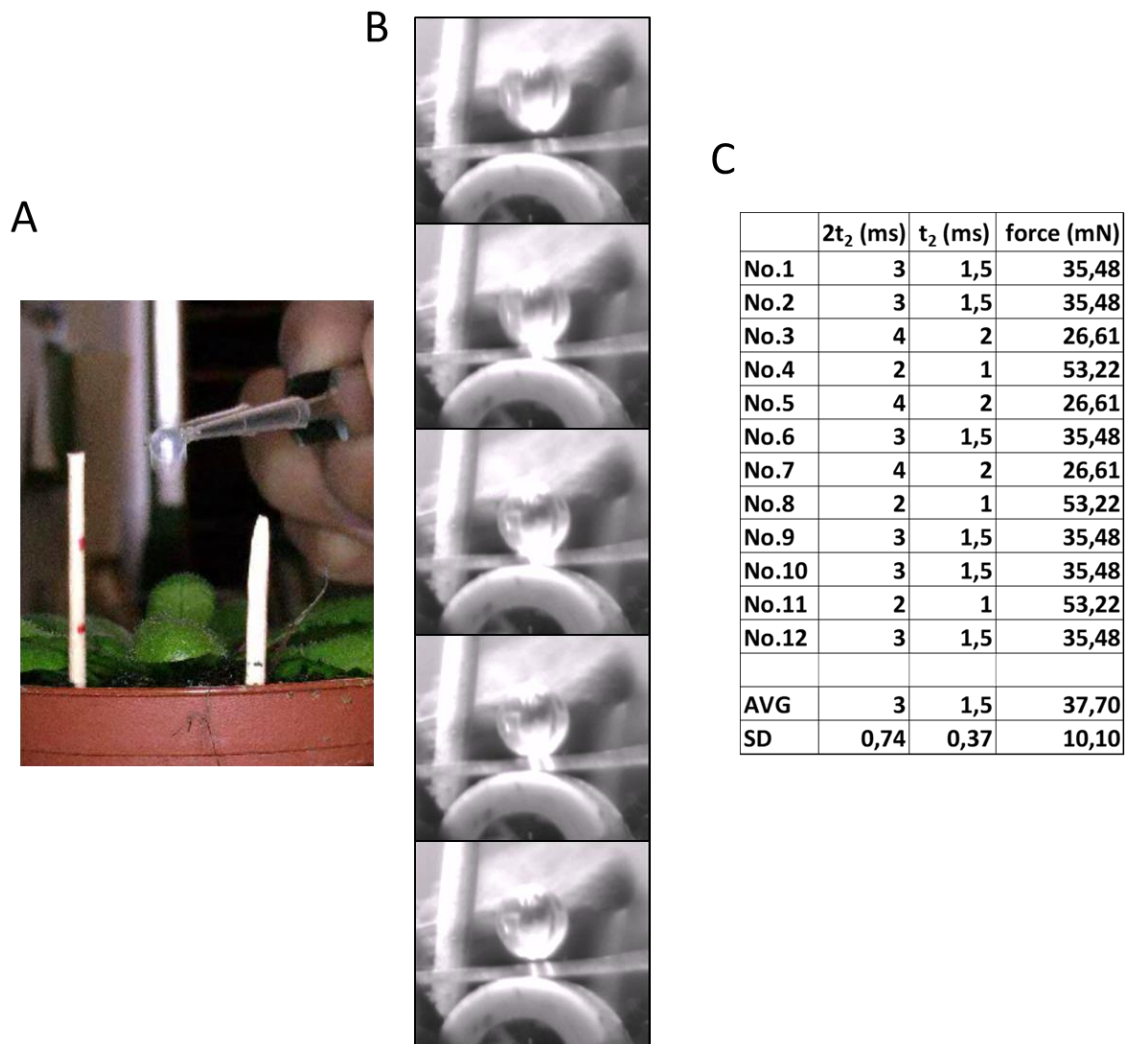 B
C
A
2t₂ (ms) t₂ (ms) force (mN)
No.1 3 1,5 35,48
No.2 3 1,5 35,48
No.3 4 2 26,61
No.4 2 1 53,22
No.5 4 2 26,61
No.6 3 1,5 35,48
No.7 4 2 26,61
No.8 2 1 53,22
No.9 3 1,5 35,48
No.10 3 1,5 35,48
No.11 2 1 53,22
No.12 3 1,5 35,48
AVG 3 1,5 37,70
SD 0,74 0,37 10,10